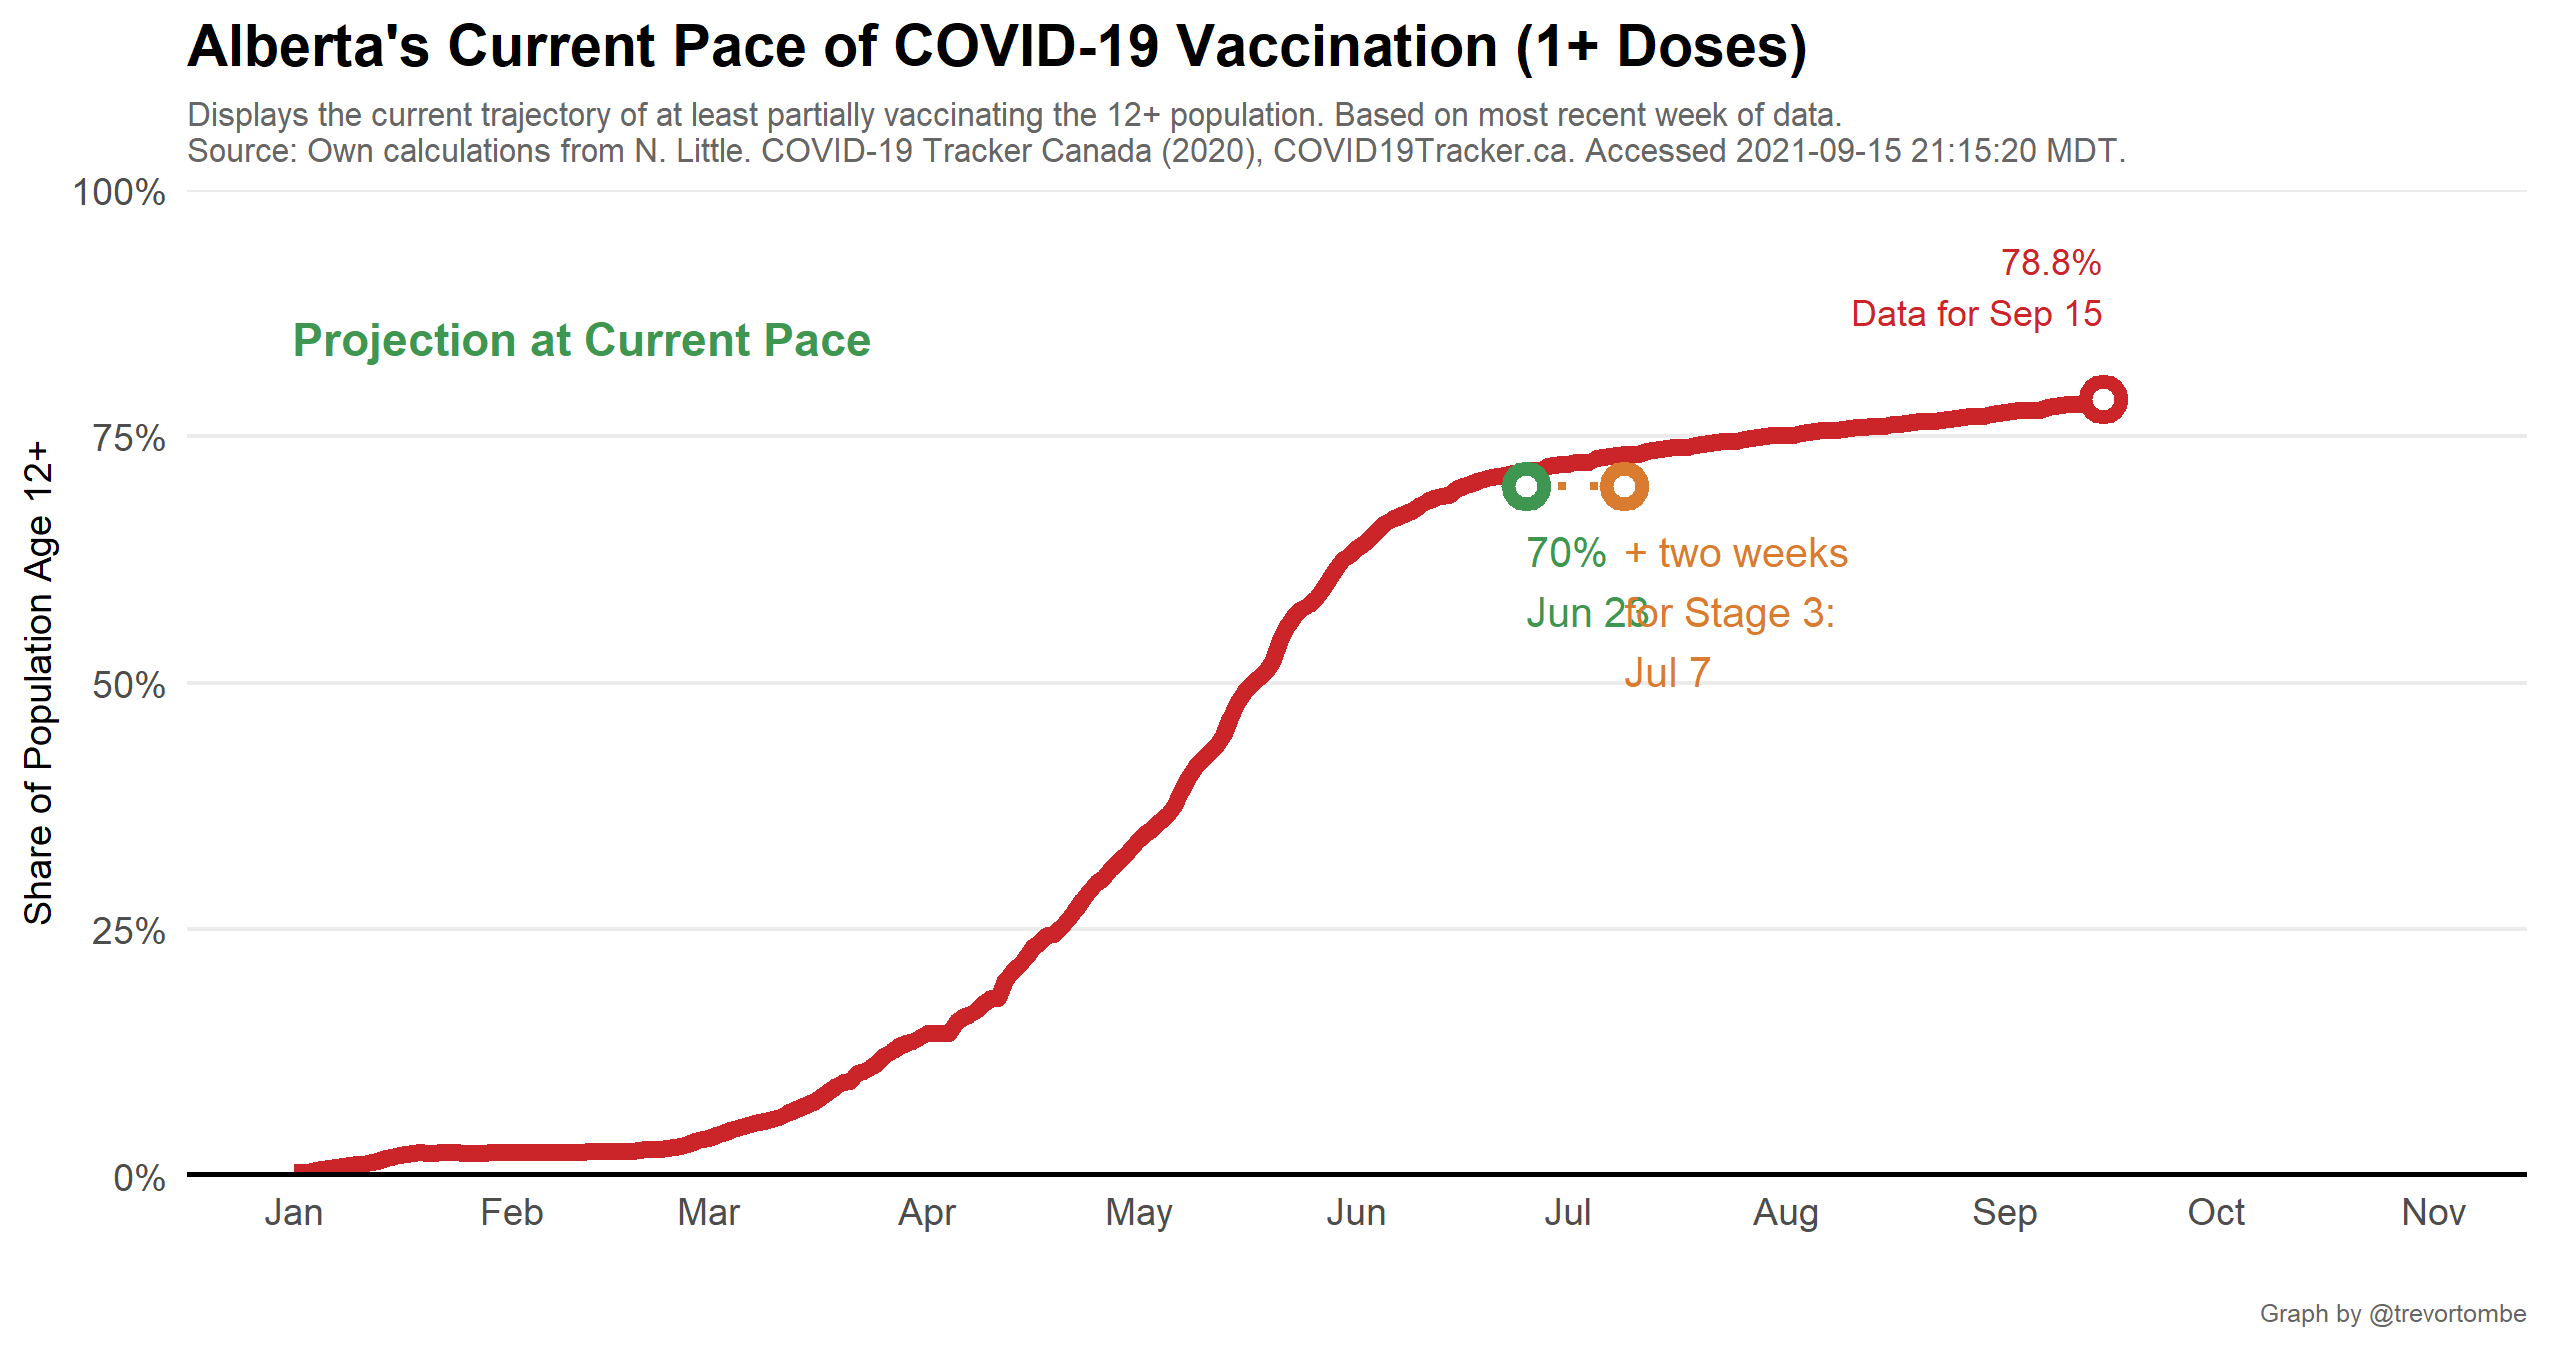 Alberta's Current Pace of COVID-19 Vaccination (1+ Doses)
Displays the current trajectory of at least partially vaccinating the 12+ population. Based on most recent week of data.
Source: Own calculations from N. Little. COVID-19 Tracker Canada (2020), COVID19Tracker.ca. Accessed 2021-09-15 21:15:20 MDT.
100%
78.8%
Data for Sep 15
Projection at Current Pace
75%
70%
Jun 23
+ two weeks
for Stage 3:
Jul 7
50%
25%
0%
Share of Population Age 12+
Jan Feb Mar Apr May Jun Jul Aug Sep Oct Nov
Graph by @trevortombe